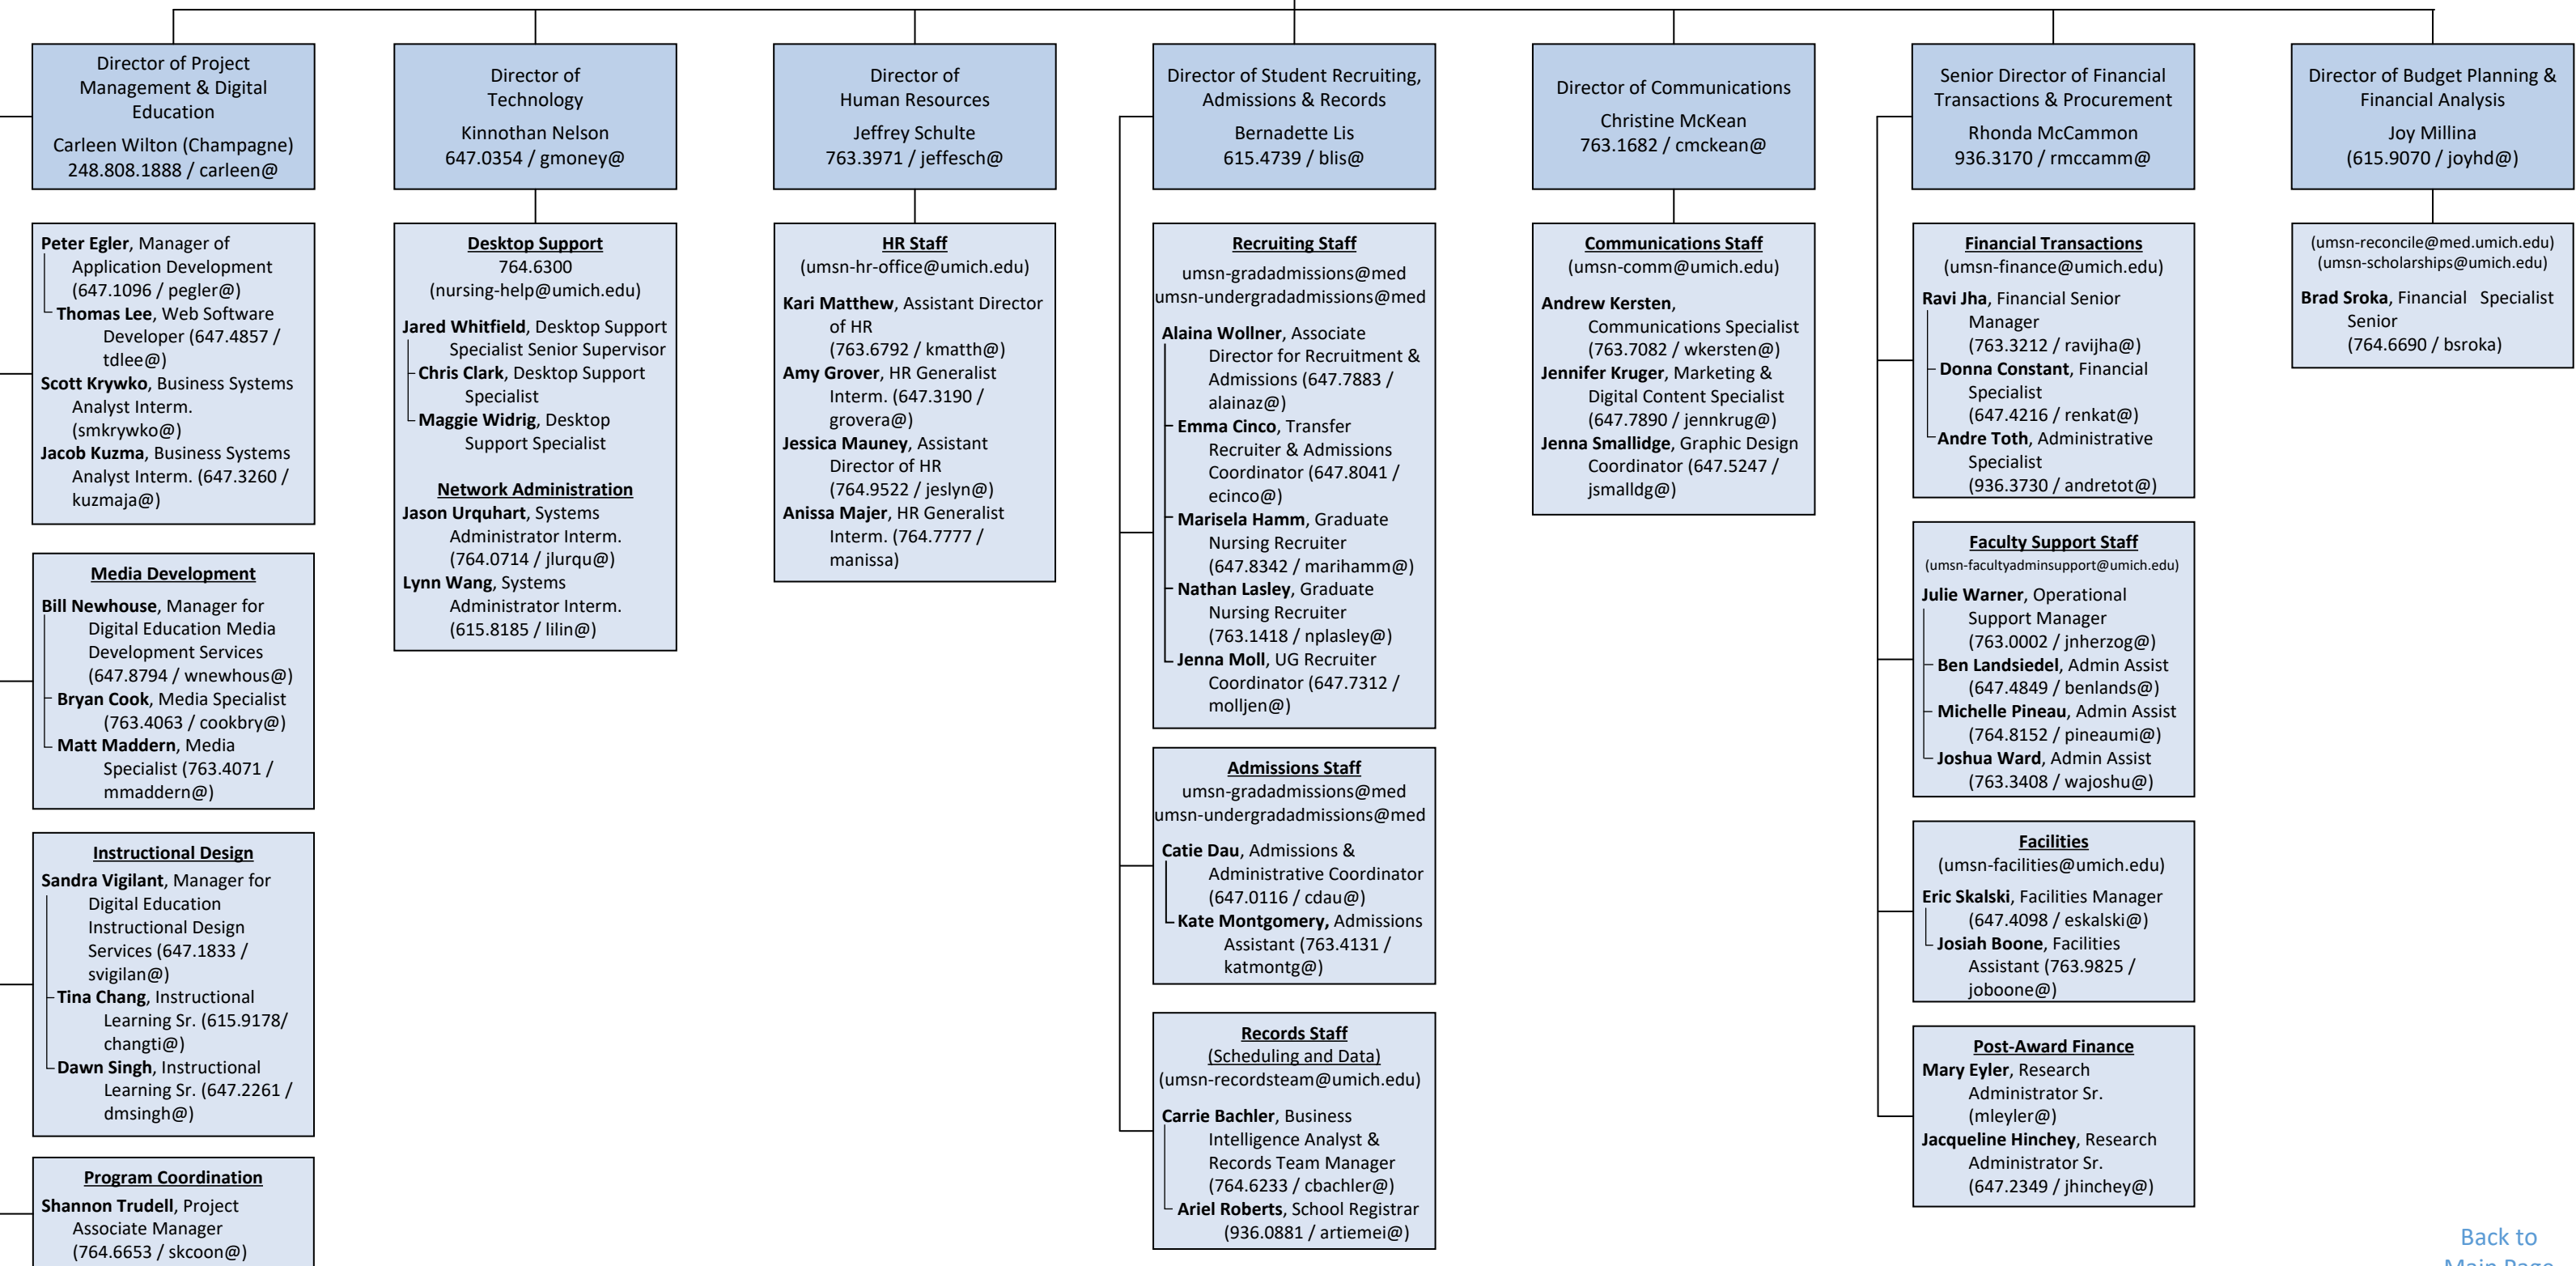 Director of Project
Management & Digital
Education
Carleen Wilton (Champagne)
248.808.1888 / carleen@
Peter Egler, Manager of
Application Development
(647.1096 / pegler@)
Thomas Lee, Web Software
Developer (647.4857 /
tdlee@)
Scott Krywko, Business Systems
Analyst Interm.
(smkrywko@)
Jacob Kuzma, Business Systems
Analyst Interm. (647.3260 /
kuzmaja@)
Media Development
Bill Newhouse, Manager for
Digital Education Media
Development Services
(647.8794 / wnewhous@)
Bryan Cook, Media Specialist
(763.4063 / cookbry@)
Matt Maddern, Media
Specialist (763.4071 /
mmaddern@)
Instructional Design
Sandra Vigilant, Manager for
Digital Education
Instructional Design
Services (647.1833 /
svigilan@)
Tina Chang, Instructional
Learning Sr. (615.9178/
changti@)
Dawn Singh, Instructional
Learning Sr. (647.2261 /
dmsingh@)
Program Coordination
Shannon Trudell, Project
Associate Manager
(764.6653 / skcoon@)
Director of
Technology
Kinnothan Nelson
647.0354 / gmoney@
Desktop Support
764.6300
(nursing-help@umich.edu)
Jared Whitfield, Desktop Support
Specialist Senior Supervisor
Chris Clark, Desktop Support
Specialist
Maggie Widrig, Desktop
Support Specialist
Network Administration
Jason Urquhart, Systems
Administrator Interm.
(764.0714 / jlurqu@)
Lynn Wang, Systems
Administrator Interm.
(615.8185 / lilin@)
Director of
Human Resources
Jeffrey Schulte
763.3971 / jeffesch@
HR Staff
(umsn-hr-office@umich.edu)
Kari Matthew, Assistant Director
of HR
(763.6792 / kmatth@)
Amy Grover, HR Generalist
Interm. (647.3190 /
grovera@)
Jessica Mauney, Assistant
Director of HR
(764.9522 / jeslyn@)
Anissa Majer, HR Generalist
Interm. (764.7777 /
manissa)
Director of Student Recruiting,
Admissions & Records
Bernadette Lis
615.4739 / blis@
Recruiting Staff
umsn-gradadmissions@med
umsn-undergradadmissions@med
Alaina Wollner, Associate
Director for Recruitment &
Admissions (647.7883 /
alainaz@)
Emma Cinco, Transfer
Recruiter & Admissions
Coordinator (647.8041 /
ecinco@)
Marisela Hamm, Graduate
Nursing Recruiter
(647.8342 / marihamm@)
Nathan Lasley, Graduate
Nursing Recruiter
(763.1418 / nplasley@)
Jenna Moll, UG Recruiter
Coordinator (647.7312 /
molljen@)
Admissions Staff
umsn-gradadmissions@med
umsn-undergradadmissions@med
Catie Dau, Admissions &
Administrative Coordinator
(647.0116 / cdau@)
Kate Montgomery, Admissions
Assistant (763.4131 /
katmontg@)
Records Staff
(Scheduling and Data)
(umsn-recordsteam@umich.edu)
Carrie Bachler, Business
Intelligence Analyst &
Records Team Manager
(764.6233 / cbachler@)
Ariel Roberts, School Registrar
(936.0881 / artiemei@)
Director of Communications
Christine McKean
763.1682 / cmckean@
Communications Staff
(umsn-comm@umich.edu)
Andrew Kersten,
Communications Specialist
(763.7082 / wkersten@)
Jennifer Kruger, Marketing &
Digital Content Specialist
(647.7890 / jennkrug@)
Jenna Smallidge, Graphic Design
Coordinator (647.5247 /
jsmalldg@)
Senior Director of Financial
Transactions & Procurement
Rhonda McCammon
936.3170 / rmccamm@
Financial Transactions
(umsn-finance@umich.edu)
Ravi Jha, Financial Senior
Manager
(763.3212 / ravijha@)
Donna Constant, Financial
Specialist
(647.4216 / renkat@)
Andre Toth, Administrative
Specialist
(936.3730 / andretot@)
Faculty Support Staff
(umsn-facultyadminsupport@umich.edu)
Julie Warner, Operational
Support Manager
(763.0002 / jnherzog@)
Ben Landsiedel, Admin Assist
(647.4849 / benlands@)
Michelle Pineau, Admin Assist
(764.8152 / pineaumi@)
Joshua Ward, Admin Assist
(763.3408 / wajoshu@)
Facilities
(umsn-facilities@umich.edu)
Eric Skalski, Facilities Manager
(647.4098 / eskalski@)
Josiah Boone, Facilities
Assistant (763.9825 /
joboone@)
Post-Award Finance
Mary Eyler, Research
Administrator Sr.
(mleyler@)
Jacqueline Hinchey, Research
Administrator Sr.
(647.2349 / jhinchey@)
Director of Budget Planning &
Financial Analysis
Joy Millina
(615.9070 / joyhd@)
(umsn-reconcile@med.umich.edu)
(umsn-scholarships@umich.edu)
Brad Sroka, Financial Specialist
Senior
(764.6690 / bsroka)
Back to
Main Page